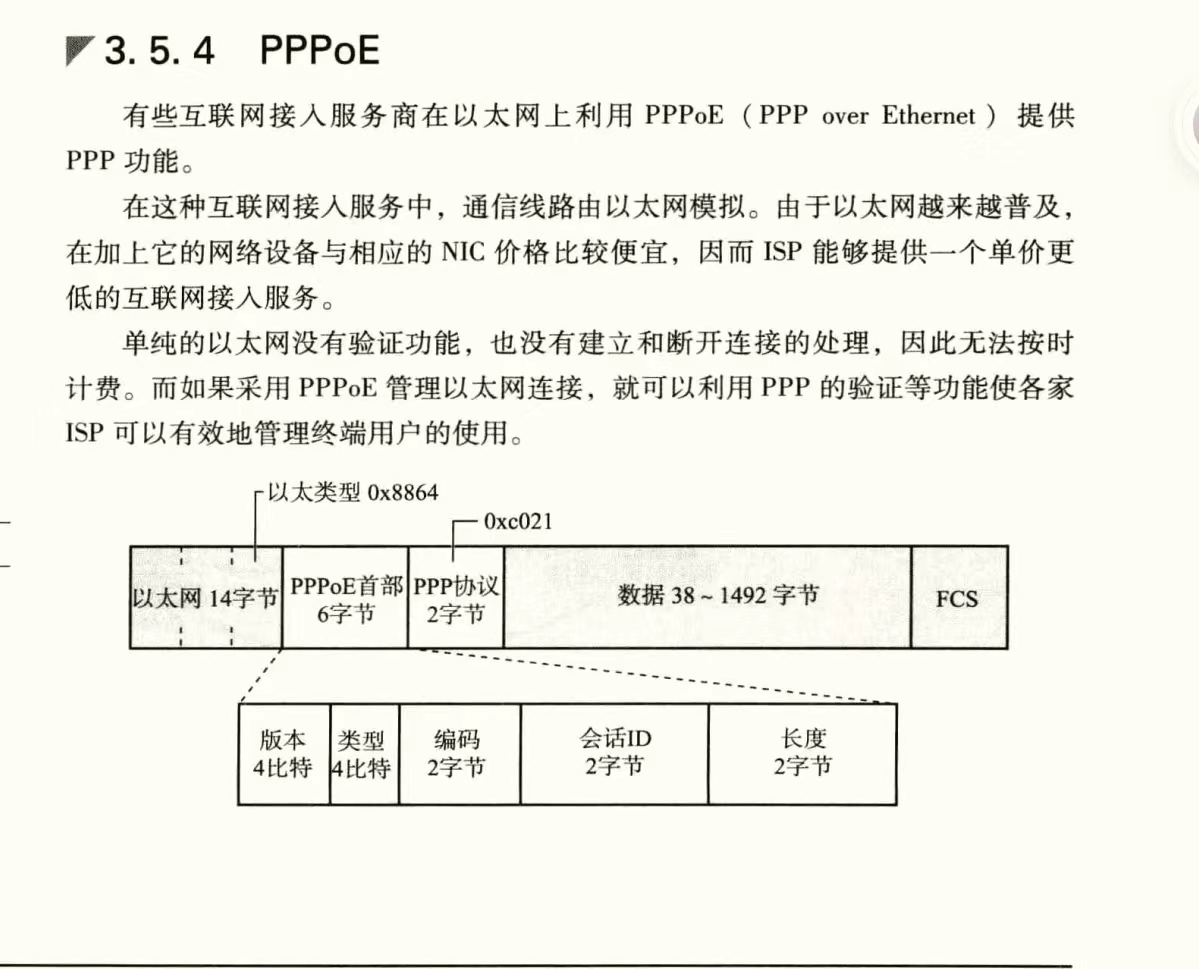 3.5.4 PPPoE
有些互联网接入服务商在以太网上利用 PPPoE（PPP over Ethernet）提供
PPP 功能。
在这种互联网接入服务中，通信线路由以太网模拟。由于以太网越来越普及，
在加上它的网络设备与相应的 NIC 价格比较便宜，因而 ISP 能够提供一个单价更
低的互联网接入服务。
单纯的以太网没有验证功能，也没有建立和断开连接的处理，因此无法按时
计费。而如果采用 PPPoE 管理以太网连接，就可以利用 PPP 的验证等功能使各家
ISP 可以有效地管理终端用户的使用。
以太类型 0x8864
0xc021
以太网 14字节
PPPoE首部
6字节
PPP协议
2字节
数据 38～1492 字节
FCS
版本
4比特
类型
4比特
编码
2字节
会话ID
2字节
长度
2字节